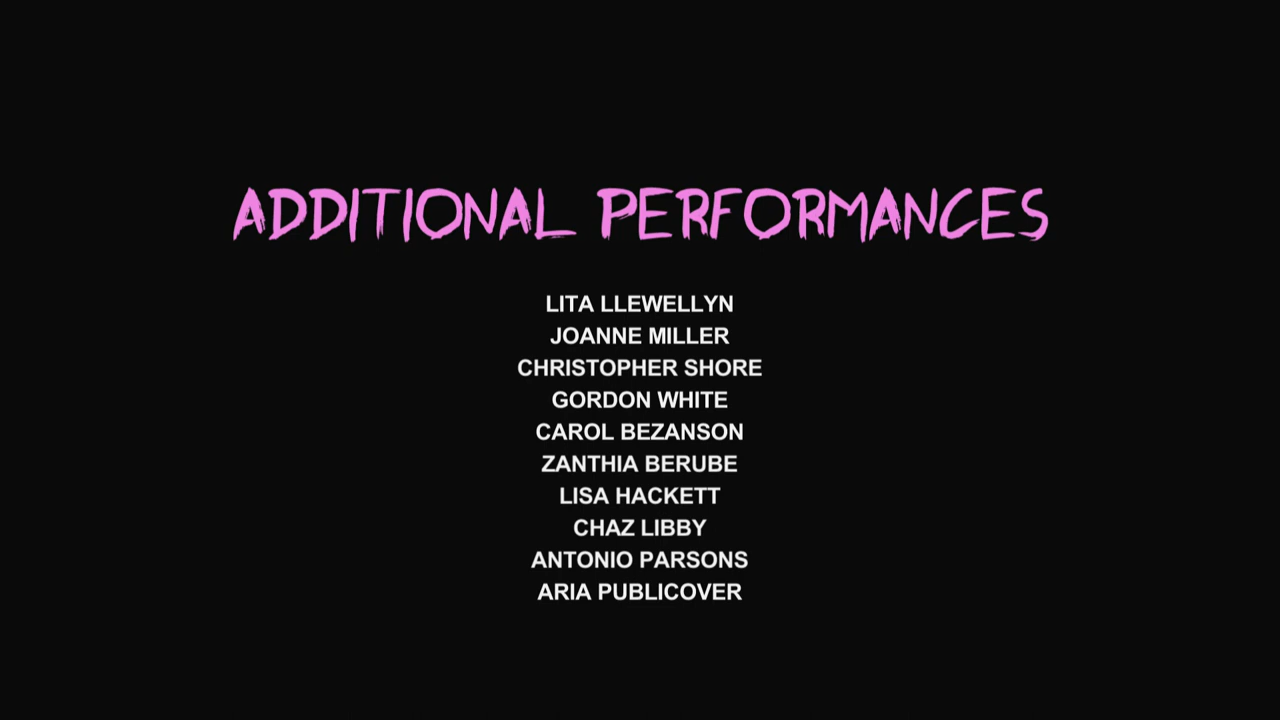 ADDITIONAL PERFORMANCES
LITA LLEWELLYN
JOANNE MILLER
CHRISTOPHER SHORE
GORDON WHITE
CAROL BEZANSON
ZANTHIA BERUBE
LISA HACKETT
CHAZ LIBBY
ANTONIO PARSONS
ARIA PUBLICOVER